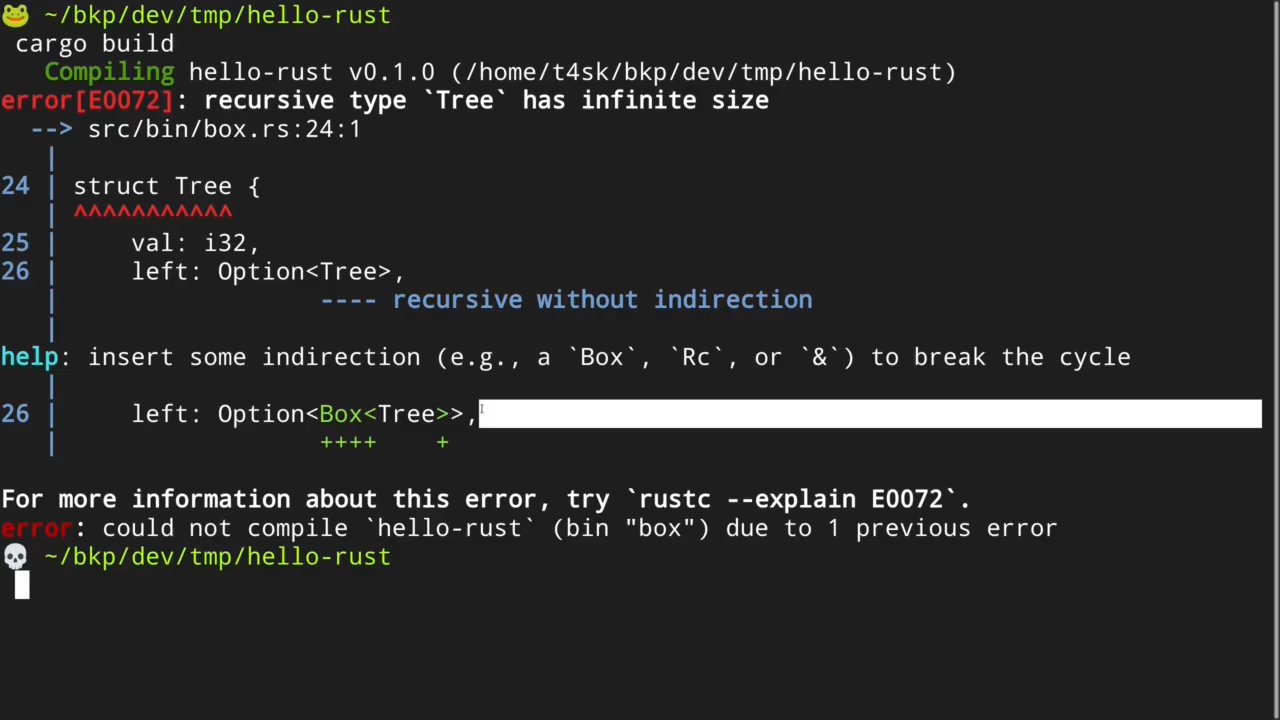 ~/bkp/dev/tmp/hello-rust
cargo build
   Compiling hello-rust v0.1.0 (/home/t4sk/bkp/dev/tmp/hello-rust)
error[E0072]: recursive type `Tree` has infinite size
  --> src/bin/box.rs:24:1
   |
24 | struct Tree {
   | ^^^^^^^^^^^
25 |     val: i32,
26 |     left: Option<Tree>,
   |                  ---- recursive without indirection
   |
help: insert some indirection (e.g., a `Box`, `Rc`, or `&`) to break the cycle
   |
26 |     left: Option<Box<Tree>>,
   |                  ++++    +

For more information about this error, try `rustc --explain E0072`.
error: could not compile `hello-rust` (bin "box") due to 1 previous error
~/bkp/dev/tmp/hello-rust